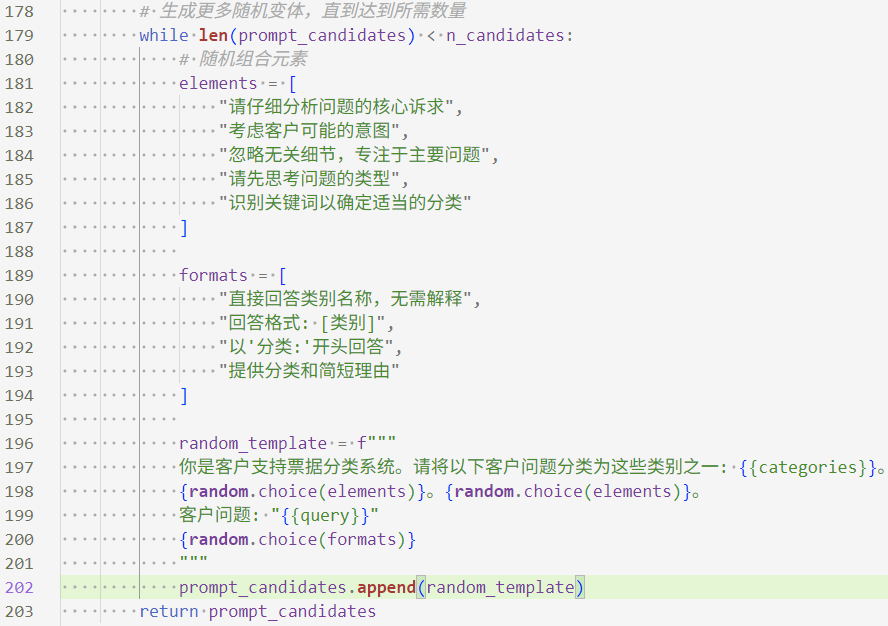 178 # 生成更多随机变体，直到达到所需数量
179 while len(prompt_candidates) < n_candidates:
180 # 随机组合元素
181 elements = [
182 "请仔细分析问题的核心诉求",
183 "考虑客户可能的意图",
184 "忽略无关细节，专注于主要问题",
185 "请先思考问题的类型",
186 "识别关键词以确定适当的分类"
187 ]
188
189 formats = [
190 "直接回答类别名称，无需解释",
191 "回答格式: [类别]",
192 "以'分类:'开头回答",
193 "提供分类和简短理由"
194 ]
195
196 random_template = f"""
197 你是客户支持票据分类系统。请将以下客户问题分类为这些类别之一: {{categories}}。
198 {random.choice(elements)}。{random.choice(elements)}。
199 客户问题: "{{query}}"
200 {random.choice(formats)}
201 """
202 prompt_candidates.append(random_template)
203 return prompt_candidates